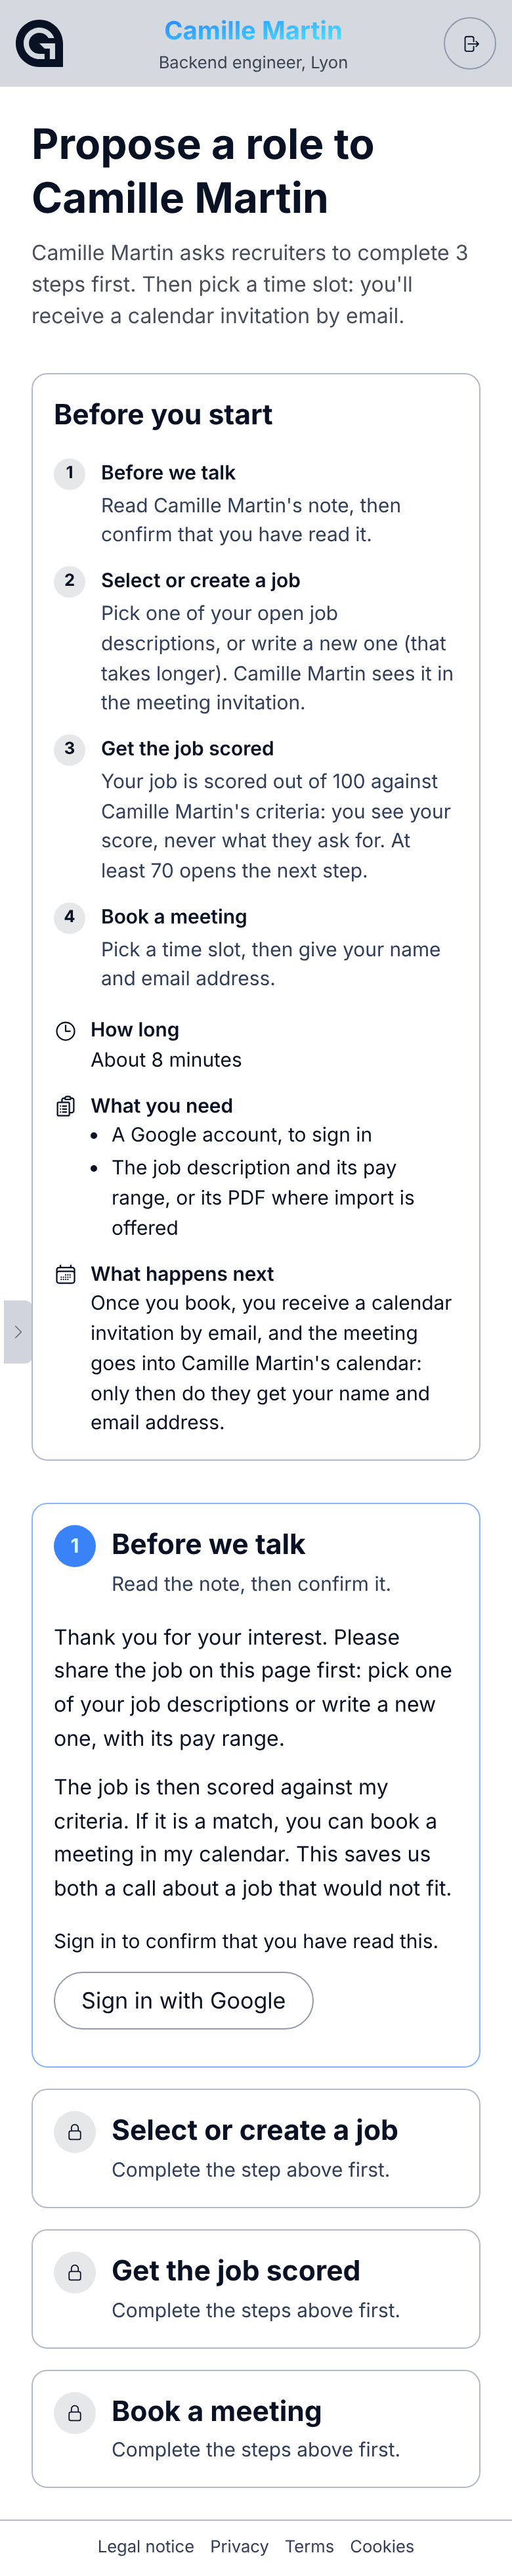 Camille Martin
Backend engineer, Lyon
Propose a role to
Camille Martin
Camille Martin asks recruiters to complete 3
steps first. Then pick a time slot: you'll
receive a calendar invitation by email.
Before you start
1
Before we talk
Read Camille Martin's note, then
confirm that you have read it.
2
Select or create a job
Pick one of your open job
descriptions, or write a new one (that
takes longer). Camille Martin sees it in
the meeting invitation.
3
Get the job scored
Your job is scored out of 100 against
Camille Martin's criteria: you see your
score, never what they ask for. At
least 70 opens the next step.
4
Book a meeting
Pick a time slot, then give your name
and email address.
How long
About 8 minutes
What you need
• A Google account, to sign in
• The job description and its pay
range, or its PDF where import is
offered
What happens next
Once you book, you receive a calendar
invitation by email, and the meeting
goes into Camille Martin's calendar:
only then do they get your name and
email address.
1
Before we talk
Read the note, then confirm it.
Thank you for your interest. Please
share the job on this page first: pick one
of your job descriptions or write a new
one, with its pay range.
The job is then scored against my
criteria. If it is a match, you can book a
meeting in my calendar. This saves us
both a call about a job that would not fit.
Sign in to confirm that you have read this.
Sign in with Google
Select or create a job
Complete the step above first.
Get the job scored
Complete the steps above first.
Book a meeting
Complete the steps above first.
Legal notice Privacy Terms Cookies